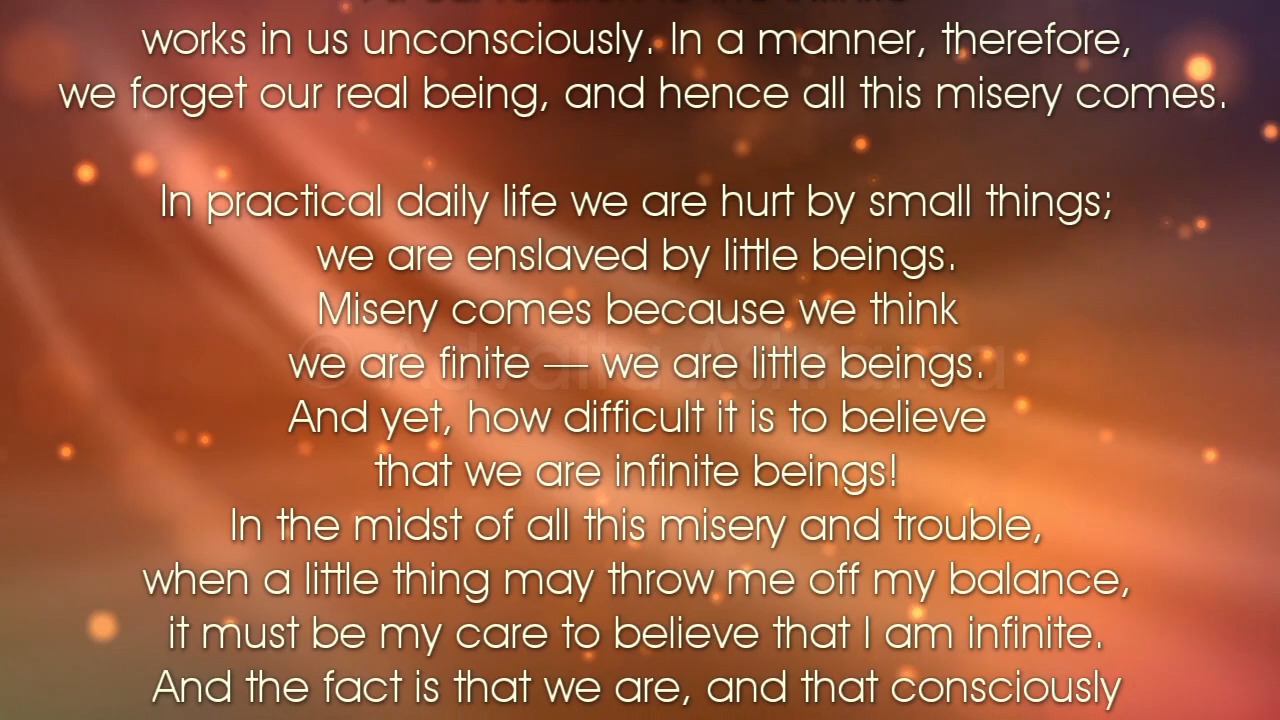 works in us unconsciously. In a manner, therefore,
we forget our real being, and hence all this misery comes.
In practical daily life we are hurt by small things;
we are enslaved by little beings.
Misery comes because we think
we are finite — we are little beings.
© Advaita Ashrama
And yet, how difficult it is to believe
that we are infinite beings!
In the midst of all this misery and trouble,
when a little thing may throw me off my balance,
it must be my care to believe that I am infinite.
And the fact is that we are, and that consciously